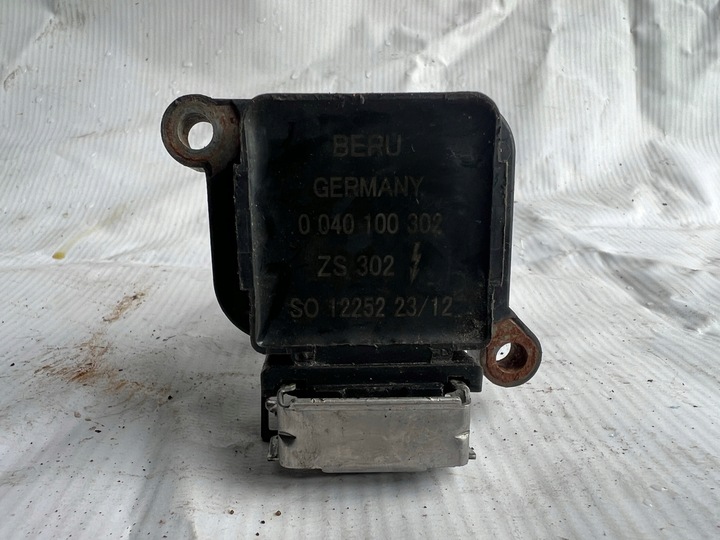 BERU
GERMANY
0 040 100 302
ZS 302
SO 12252 23/12